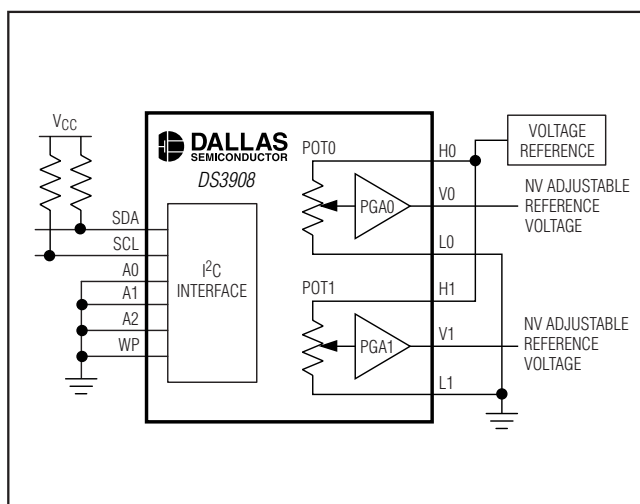 VCC
SDA
SCL
A0
A1
A2
WP
DALLAS
SEMICONDUCTOR
DS3908
I2C
INTERFACE
POT0
PGA0
POT1
PGA1
H0
V0
L0
H1
V1
L1
VOLTAGE
REFERENCE
NV ADJUSTABLE
REFERENCE
VOLTAGE
NV ADJUSTABLE
REFERENCE
VOLTAGE